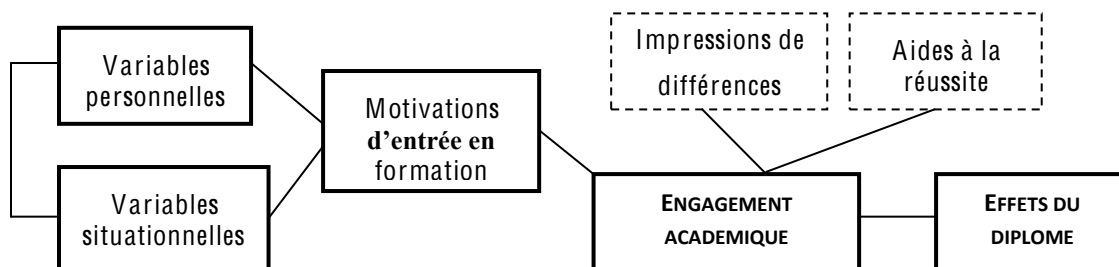 Variables
personnelles
Variables
situationnelles
Motivations
d’entrée en
formation
Impressions de
différences
Aides à la
réussite
ENGAGEMENT
ACADEMIQUE
EFFETS DU
DIPLOME